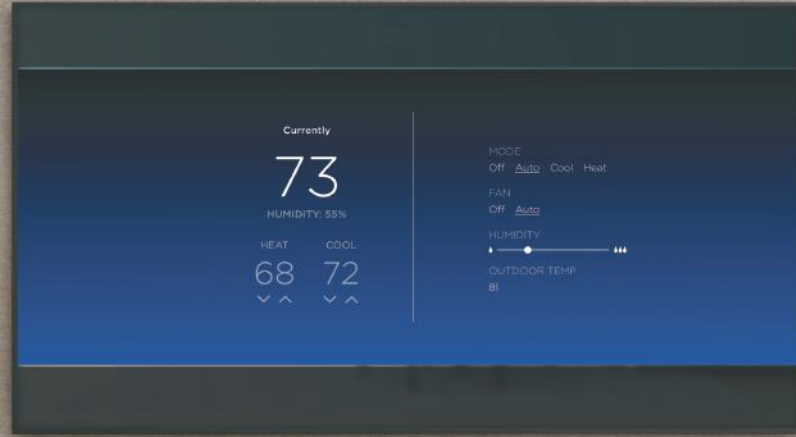 Currently
73
HUMIDITY: 55%
HEAT COOL
68 72
MODE
Off Auto Cool Heat
FAN
Off Auto
HUMIDITY
OUTDOOR TEMP
81